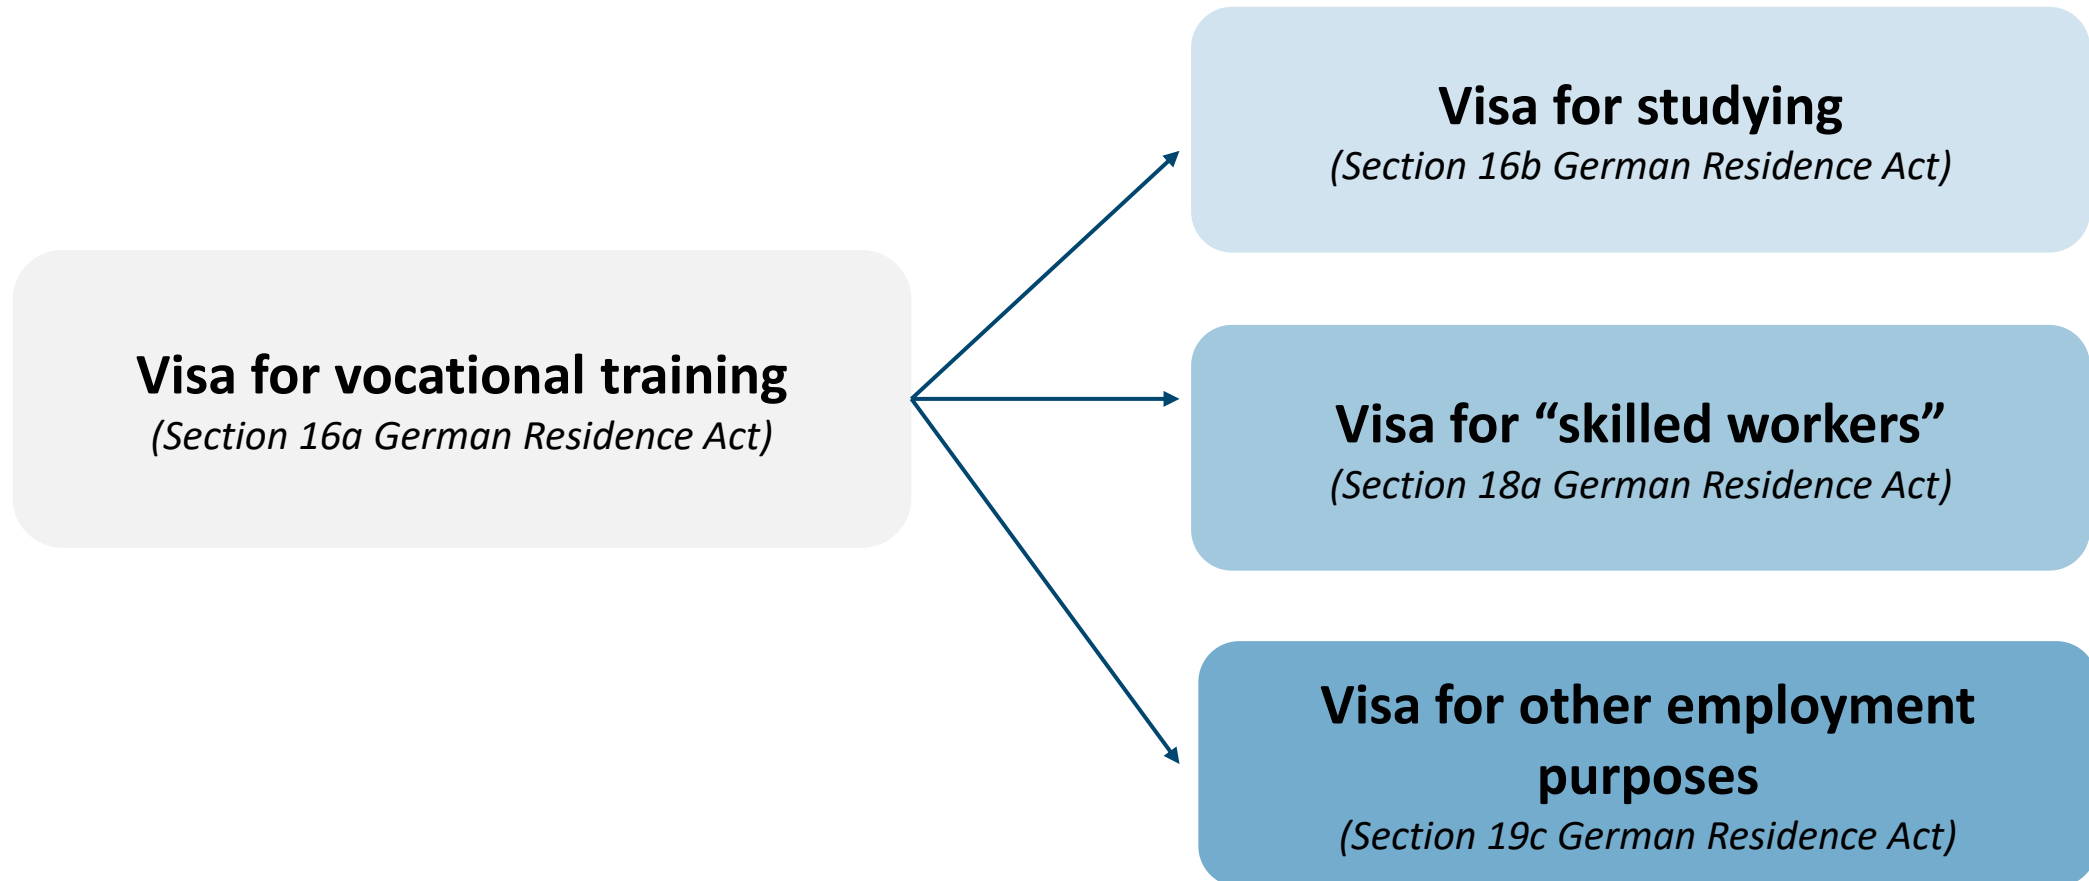 Visa for studying
(Section 16b German Residence Act)
Visa for vocational training
(Section 16a German Residence Act)
Visa for “skilled workers”
(Section 18a German Residence Act)
Visa for other employment
purposes
(Section 19c German Residence Act)